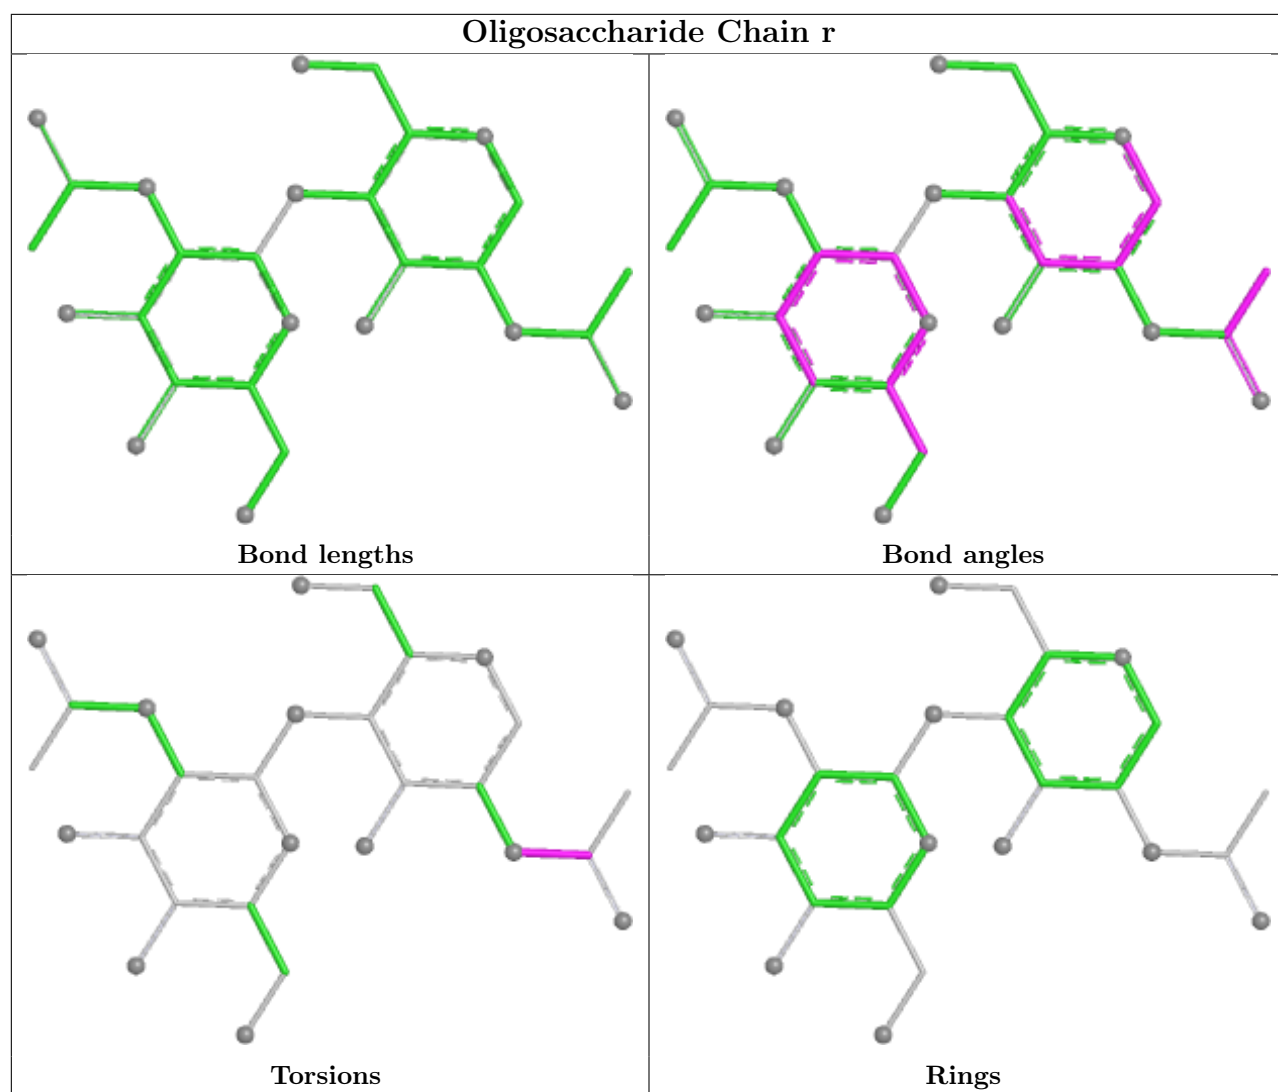 Oligosaccharide Chain r
Bond lengths
Bond angles
Torsions
Rings